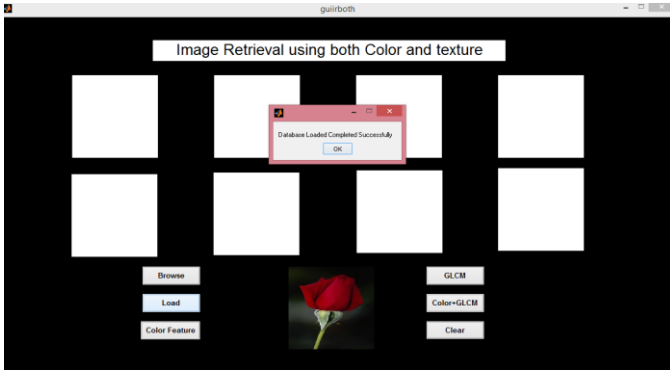 guiirboth
Image Retrieval using both Color and texture
Database Loaded Completed Successfully
OK
Browse
GLCM
Load
Color+GLCM
Color Feature
Clear